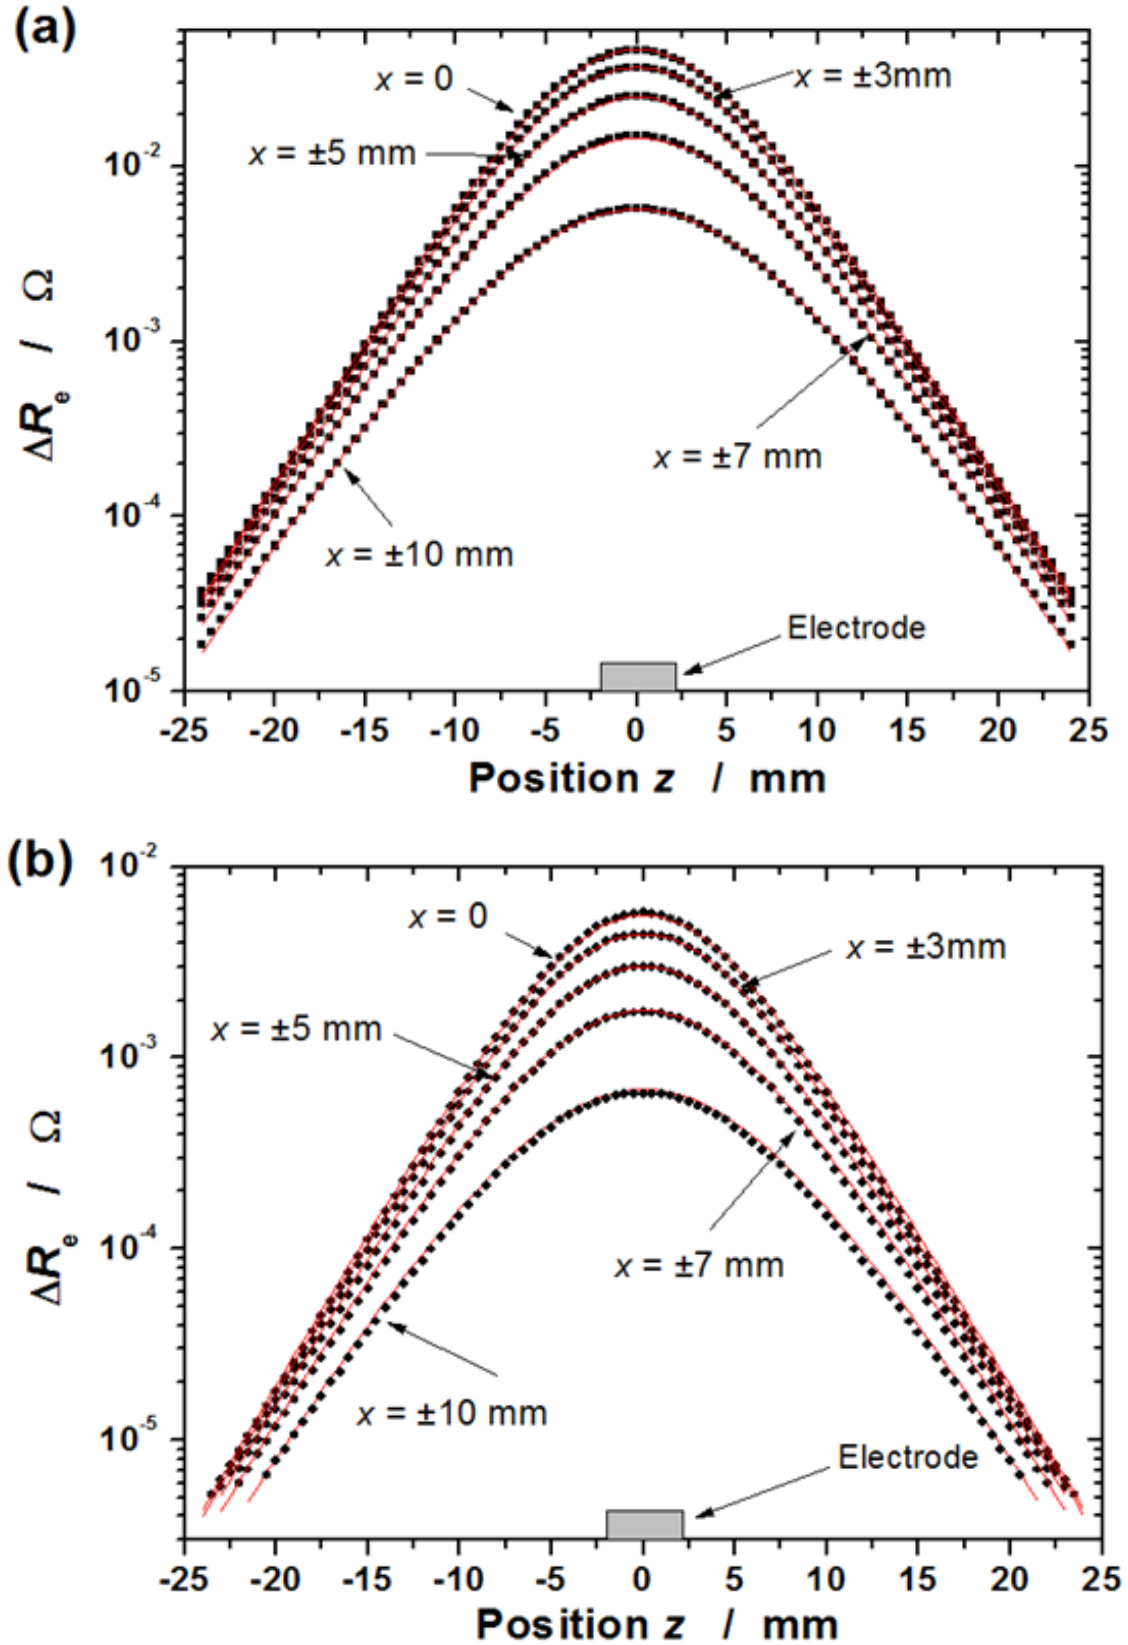 (a)
x = 0
x = ±3mm
x = ±5 mm
10⁻²
10⁻³
x = ±7 mm
10⁻⁴
x = ±10 mm
Electrode
10⁻⁵
ΔRₑ / Ω
-25 -20 -15 -10 -5 0 5 10 15 20 25
Position z / mm
(b)
10⁻²
x = 0
x = ±3mm
x = ±5 mm
10⁻³
10⁻⁴
x = ±7 mm
x = ±10 mm
10⁻⁵
Electrode
ΔRₑ / Ω
-25 -20 -15 -10 -5 0 5 10 15 20 25
Position z / mm